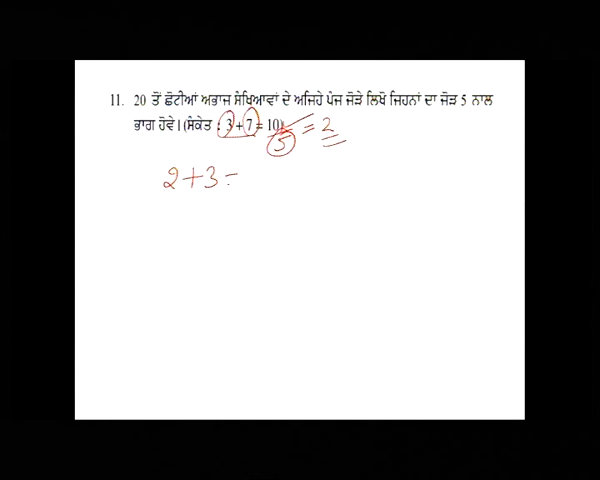 11. 20 ਤੋਂ ਛੋਟੀਆਂ ਅਭਾਜ ਸੰਖਿਆਵਾਂ ਦੇ ਅਜਿਹੇ ਪੰਜ ਜੋੜੇ ਲਿਖੋ ਜਿਹਨਾਂ ਦਾ ਜੋੜ 5 ਨਾਲ
ਭਾਗ ਹੋਵੇ। (ਸੰਕੇਤ : 3 + 7 = 10) = 2
5
2 + 3 =